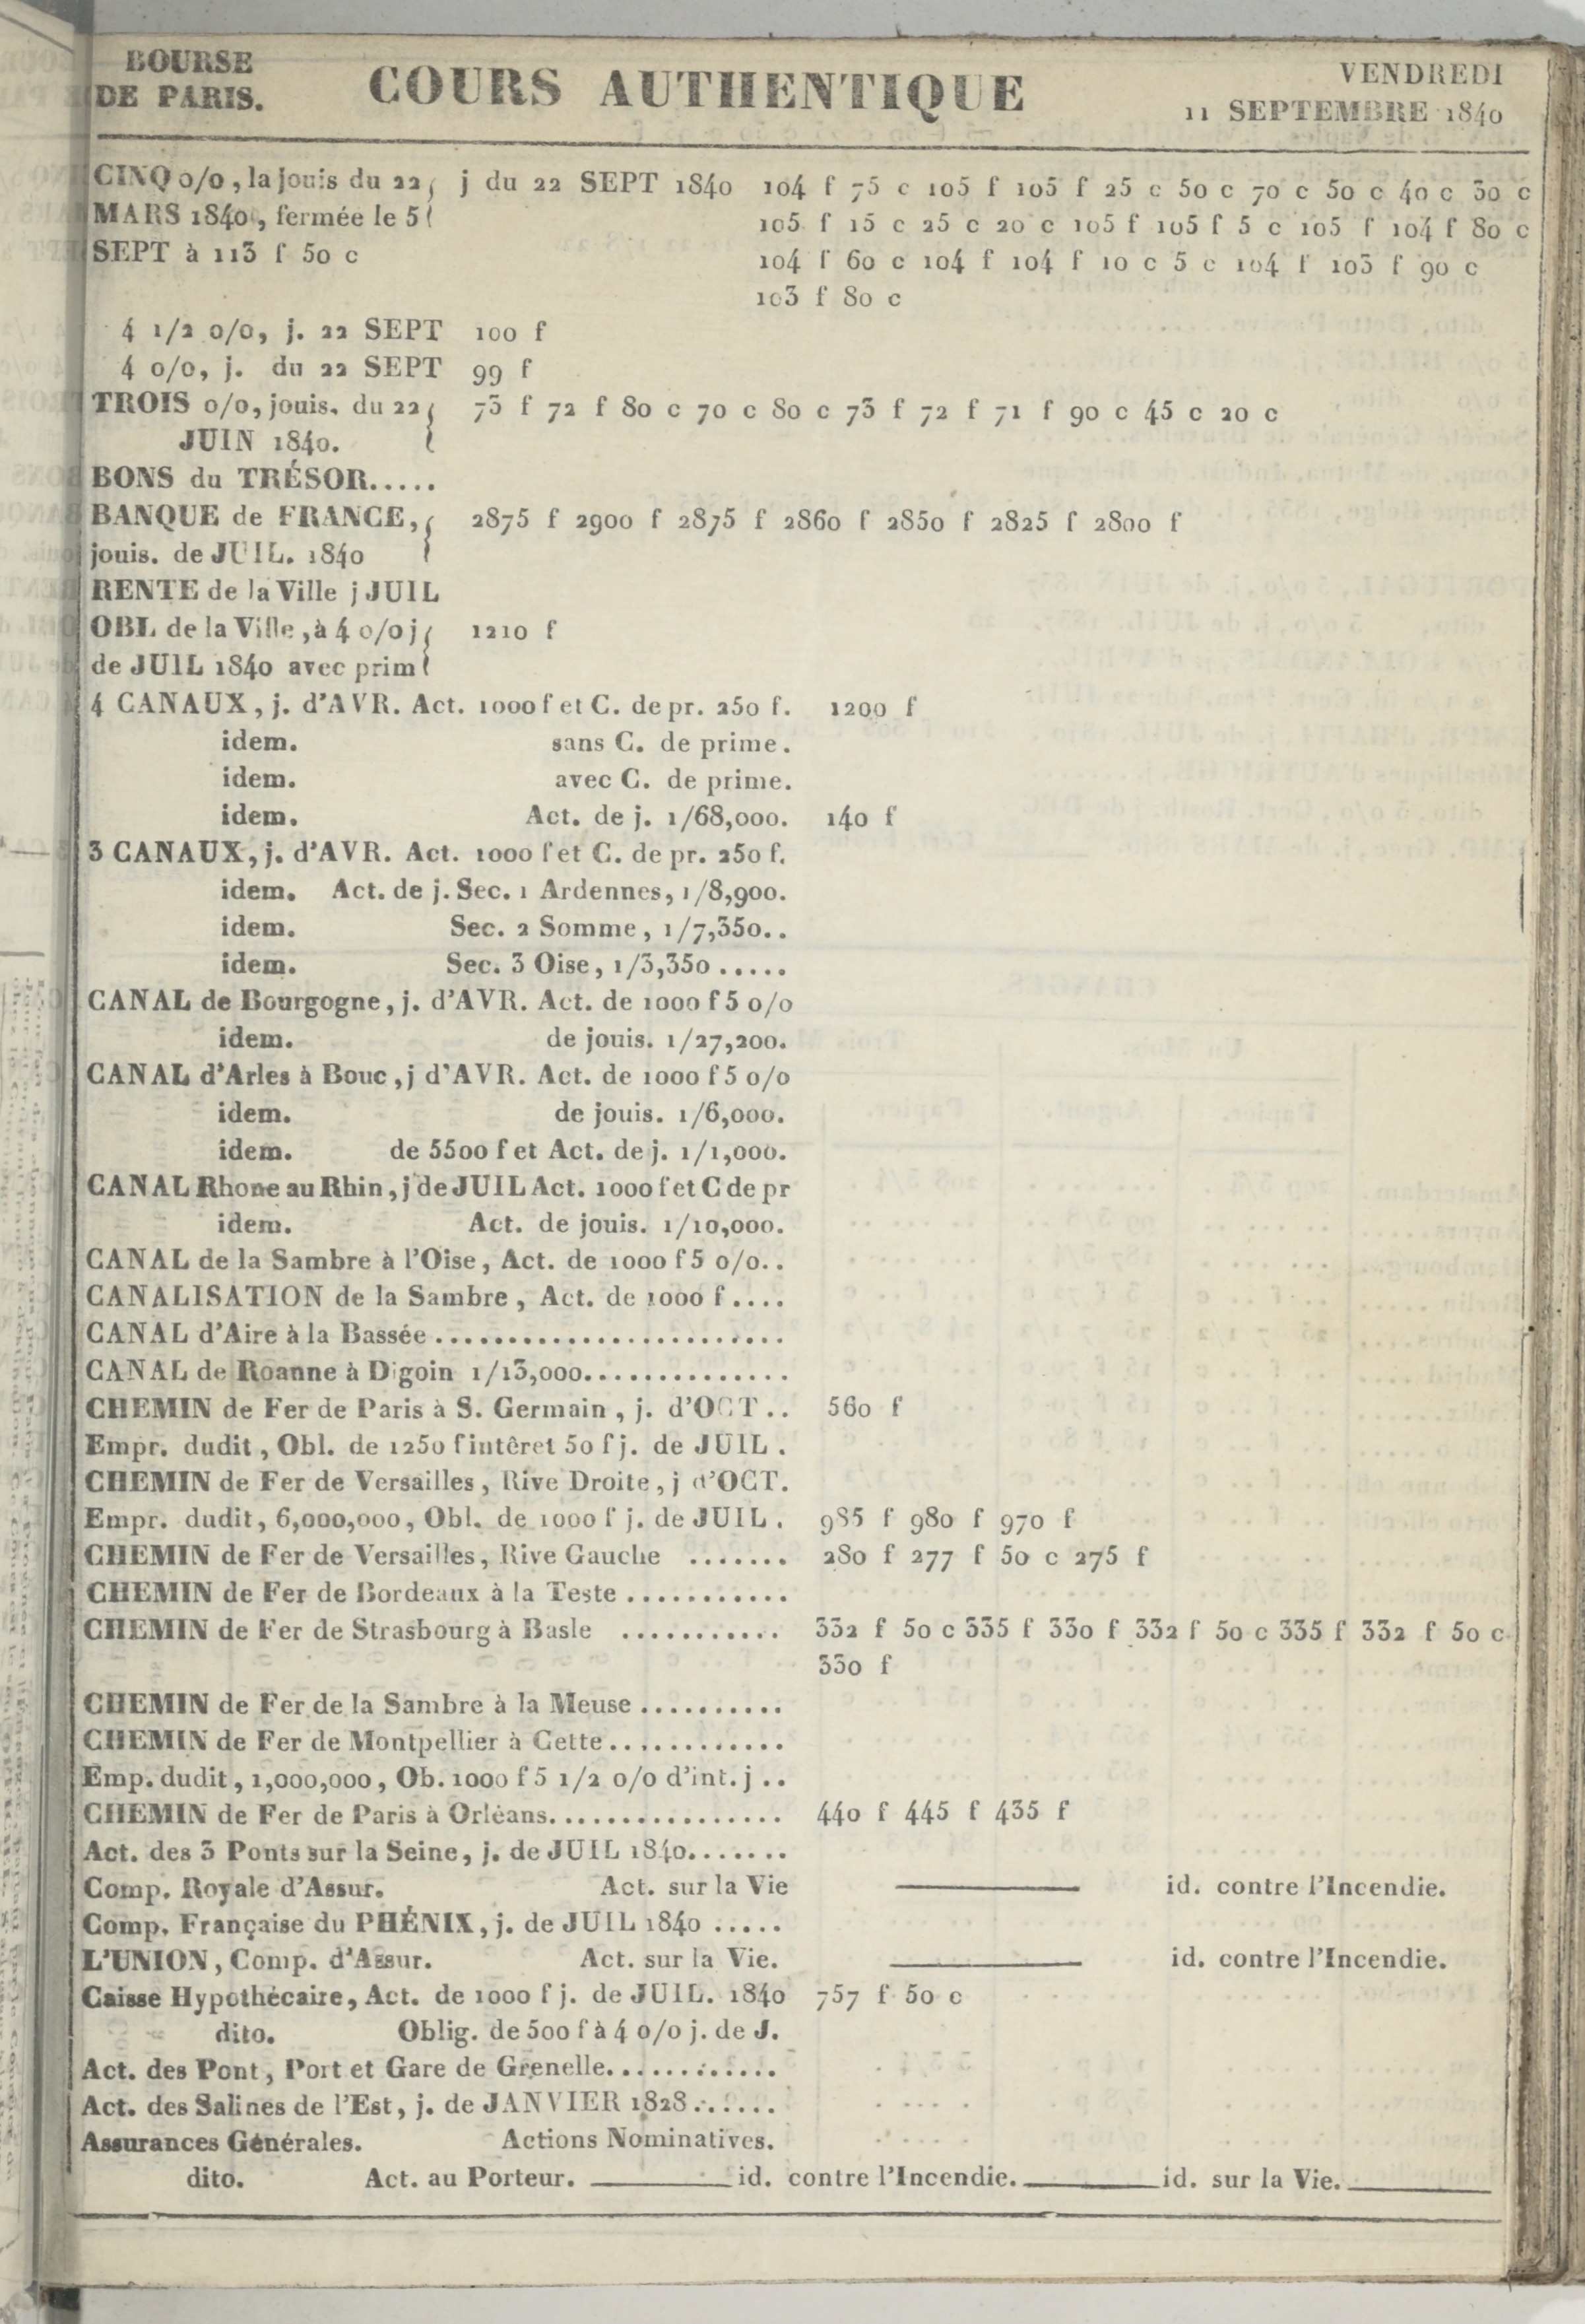 BOURSE
DE PARIS.
COURS AUTHENTIQUE
VENDREDI
11 SEPTEMBRE 1840
CINQ o/o, la jouis du 22 j du 22 SEPT 1840 104 f 75 c 105 f 105 f 25 c 50 c 70 c 50 c 40 c 30 c
MARS 1840, fermée le 5 105 f 15 c 25 c 20 c 105 f 105 f 5 c 105 f 104 f 80 c
SEPT à 113 f 50 c 104 f 60 c 104 f 104 f 10 c 5 c 104 f 103 f 90 c
103 f 80 c
4 1/2 o/o, j. 22 SEPT 100 f
4 o/o, j. du 22 SEPT 99 f
TROIS o/o, jouis. du 22 73 f 72 f 80 c 70 c 80 c 73 f 72 f 71 f 90 c 45 c 20 c
JUIN 1840.
BONS du TRÉSOR.....
BANQUE de FRANCE, 2875 f 2900 f 2875 f 2860 f 2850 f 2825 f 2800 f
jouis. de JUIL. 1840
RENTE de la Ville j JUIL
OBL de la Ville, à 4 o/o j 1210 f
de JUIL 1840 avec prim
4 CANAUX, j. d'AVR. Act. 1000 f et C. de pr. 250 f. 1200 f
idem. sans C. de prime.
idem. avec C. de prime.
idem. Act. de j. 1/68,000. 140 f
3 CANAUX, j. d'AVR. Act. 1000 f et C. de pr. 250 f.
idem. Act. de j. Sec. 1 Ardennes, 1/8,900.
idem. Sec. 2 Somme, 1/7,350..
idem. Sec. 3 Oise, 1/3,350.....
CANAL de Bourgogne, j. d'AVR. Act. de 1000 f 5 o/o
idem. de jouis. 1/27,200.
CANAL d'Arles à Bouc, j d'AVR. Act. de 1000 f 5 o/o
idem. de jouis. 1/6,000.
idem. de 5500 f et Act. de j. 1/1,000.
CANAL Rhone au Rhin, j de JUIL Act. 1000 f et C de pr
idem. Act. de jouis. 1/10,000.
CANAL de la Sambre à l'Oise, Act. de 1000 f 5 o/o..
CANALISATION de la Sambre, Act. de 1000 f....
CANAL d'Aire à la Bassée........................
CANAL de Roanne à Digoin 1/13,000..............
CHEMIN de Fer de Paris à S. Germain, j. d'OCT.. 560 f
Empr. dudit, Obl. de 1250 f intêret 50 f j. de JUIL.
CHEMIN de Fer de Versailles, Rive Droite, j d'OCT.
Empr. dudit, 6,000,000, Obl. de 1000 f j. de JUIL. 985 f 980 f 970 f
CHEMIN de Fer de Versailles, Rive Gauche ....... 280 f 277 f 50 c 275 f
CHEMIN de Fer de Bordeaux à la Teste...........
CHEMIN de Fer de Strasbourg à Basle ........... 332 f 50 c 335 f 330 f 332 f 50 c 335 f 332 f 50 c
330 f
CHEMIN de Fer de la Sambre à la Meuse..........
CHEMIN de Fer de Montpellier à Cette............
Emp. dudit, 1,000,000, Ob. 1000 f 5 1/2 o/o d'int. j..
CHEMIN de Fer de Paris à Orléans................ 440 f 445 f 435 f
Act. des 3 Ponts sur la Seine, j. de JUIL 1840.......
Comp. Royale d'Assur. Act. sur la Vie id. contre l'Incendie.
Comp. Française du PHÉNIX, j. de JUIL 1840.....
L'UNION, Comp. d'Assur. Act. sur la Vie. id. contre l'Incendie.
Caisse Hypothécaire, Act. de 1000 f j. de JUIL. 1840 757 f 50 c
dito. Oblig. de 500 f à 4 o/o j. de J.
Act. des Pont, Port et Gare de Grenelle............
Act. des Salines de l'Est, j. de JANVIER 1828......
Assurances Générales. Actions Nominatives.
dito. Act. au Porteur. id. contre l'Incendie. id. sur la Vie.